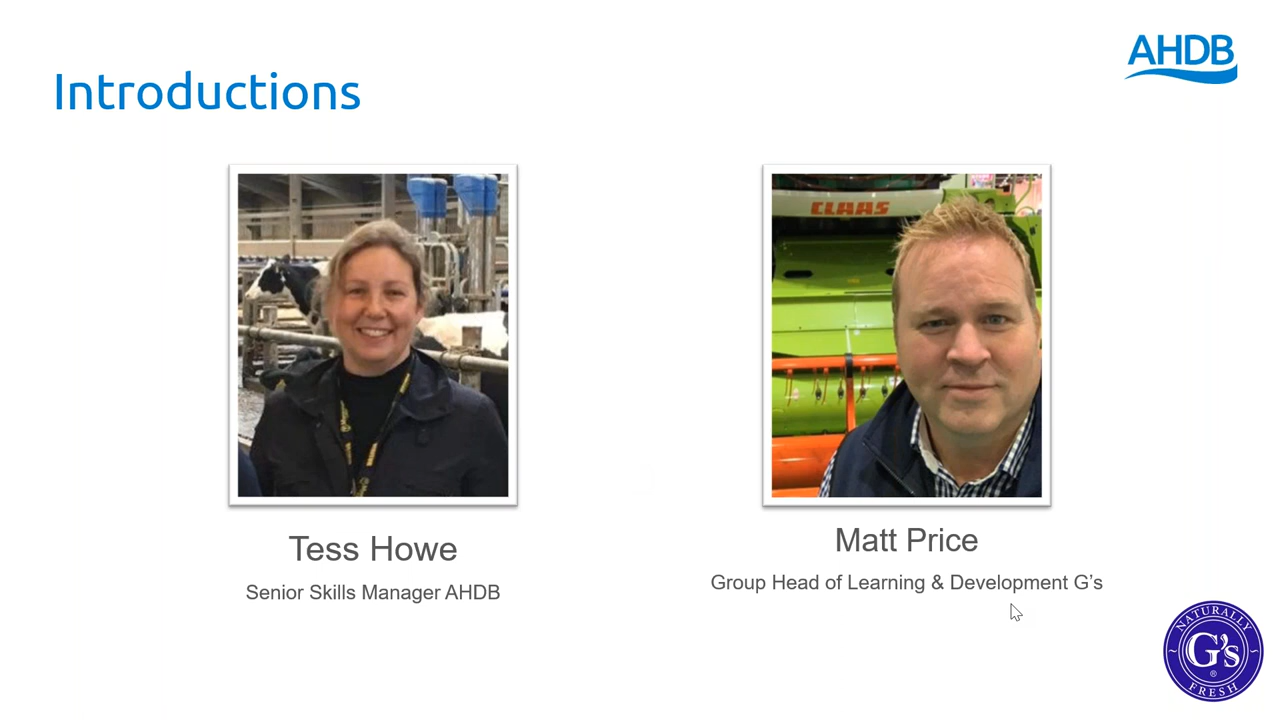 AHDB
Introductions
CLAAS
Tess Howe
Senior Skills Manager AHDB
Matt Price
Group Head of Learning & Development G's
NATURALLY
G's
®
FRESH